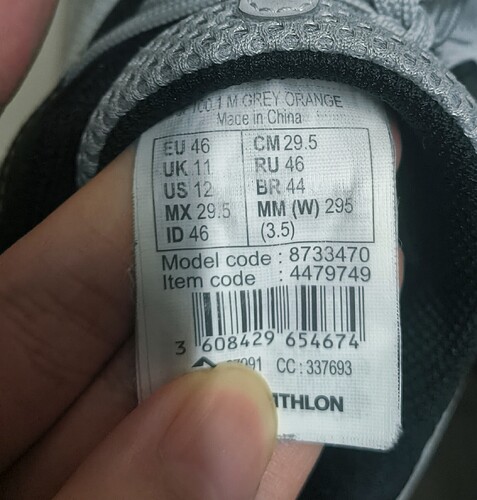 1 M GREY ORANGE
Made in China
EU 46 CM 29.5
UK 11 RU 46
US 12 BR 44
MX 29.5 MM (W) 295
ID 46 (3.5)
Model code : 8733470
Item code : 4479749
3 608429 654674
CC : 337693